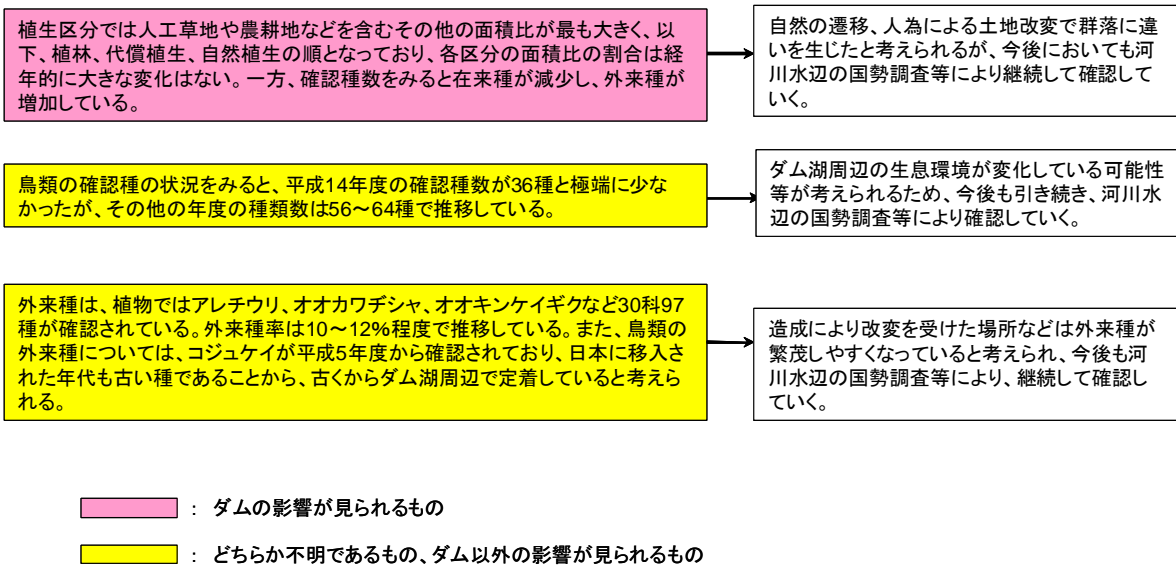 植生区分では人工草地や農耕地などを含むその他の面積比が最も大きく、以
下、植林、代償植生、自然植生の順となっており、各区分の面積比の割合は経
年的に大きな変化はない。一方、確認種数をみると在来種が減少し、外来種が
増加している。
自然の遷移、人為による土地改変で群落に違
いを生じたと考えられるが、今後においても河
川水辺の国勢調査等により継続して確認して
いく。
鳥類の確認種の状況をみると、平成14年度の確認種数が36種と極端に少な
かったが、その他の年度の種類数は56～64種で推移している。
ダム湖周辺の生息環境が変化している可能性
等が考えられるため、今後も引き続き、河川水
辺の国勢調査等により確認していく。
外来種は、植物ではアレチウリ、オオカワヂシャ、オオキンケイギクなど30科97
種が確認されている。外来種率は10～12%程度で推移している。また、鳥類の
外来種については、コジュケイが平成5年度から確認されており、日本に移入さ
れた年代も古い種であることから、古くからダム湖周辺で定着していると考えら
れる。
造成により改変を受けた場所などは外来種が
繁茂しやすくなっていると考えられ、今後も河
川水辺の国勢調査等により、継続して確認し
ていく。
： ダムの影響が見られるもの
： どちらか不明であるもの、ダム以外の影響が見られるもの